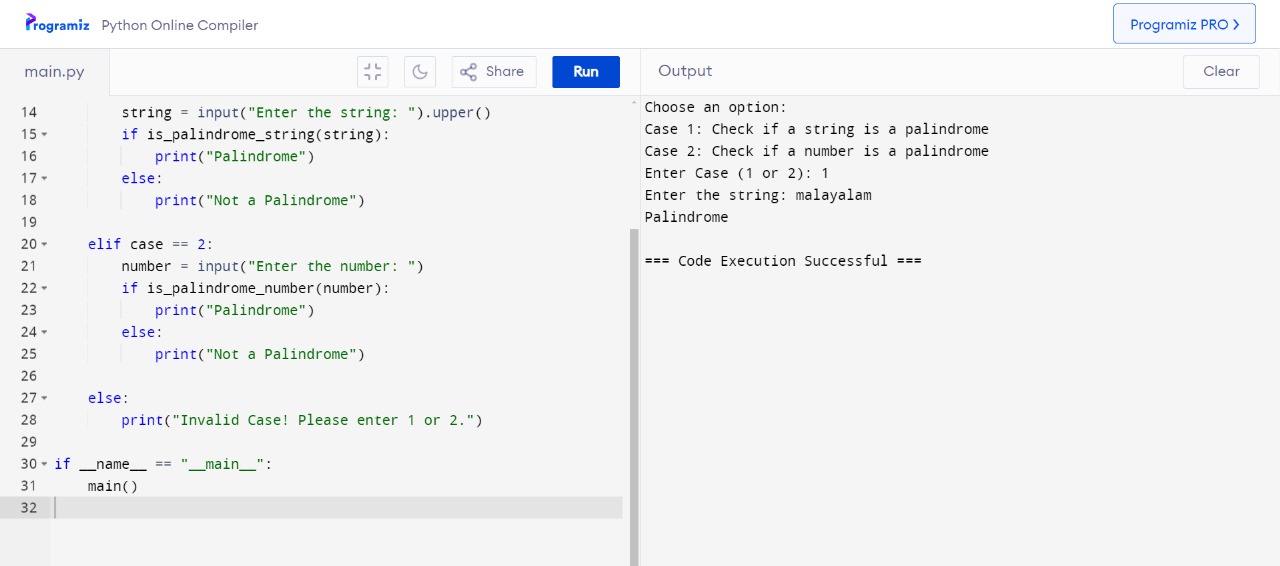 Programiz Python Online Compiler
Programiz PRO >
main.py
Share
Run
Output
Clear
14 string = input("Enter the string: ").upper()
15 if is_palindrome_string(string):
16 print("Palindrome")
17 else:
18 print("Not a Palindrome")
19
20 elif case == 2:
21 number = input("Enter the number: ")
22 if is_palindrome_number(number):
23 print("Palindrome")
24 else:
25 print("Not a Palindrome")
26
27 else:
28 print("Invalid Case! Please enter 1 or 2.")
29
30 if __name__ == "__main__":
31 main()
32
Choose an option:
Case 1: Check if a string is a palindrome
Case 2: Check if a number is a palindrome
Enter Case (1 or 2): 1
Enter the string: malayalam
Palindrome
=== Code Execution Successful ===